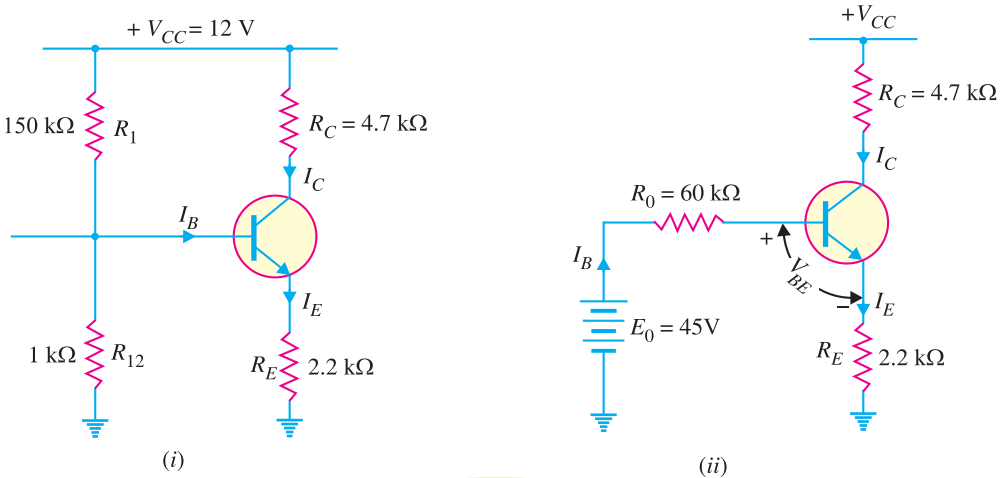 + V_CC = 12 V
150 kΩ R_1
R_C = 4.7 kΩ
I_C
I_B
I_E
1 kΩ R_12
R_E 2.2 kΩ
(i)
+V_CC
R_C = 4.7 kΩ
I_C
R_0 = 60 kΩ
+
V_BE
–
I_B
I_E
E_0 = 45V
R_E 2.2 kΩ
(ii)